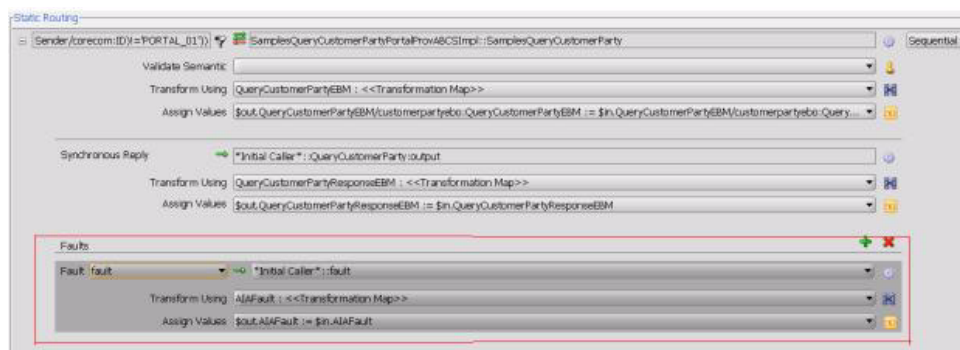 Static Routing
Sender/corecom:ID)!='PORTAL_01')) SamplesQueryCustomerPartyPortalProvABCSImpl::SamplesQueryCustomerParty Sequential
Validate Semantic
Transform Using QueryCustomerPartyEBM : <<Transformation Map>>
Assign Values $out.QueryCustomerPartyEBM/customerpartyebo:QueryCustomerPartyEBM := $in.QueryCustomerPartyEBM/customerpartyebo:Query...
Synchronous Reply *Initial Caller*::QueryCustomerParty:output
Transform Using QueryCustomerPartyResponseEBM : <<Transformation Map>>
Assign Values $out.QueryCustomerPartyResponseEBM := $in.QueryCustomerPartyResponseEBM
Faults
Fault fault *Initial Caller*::fault
Transform Using AIAFault : <<Transformation Map>>
Assign Values $out.AIAFault := $in.AIAFault